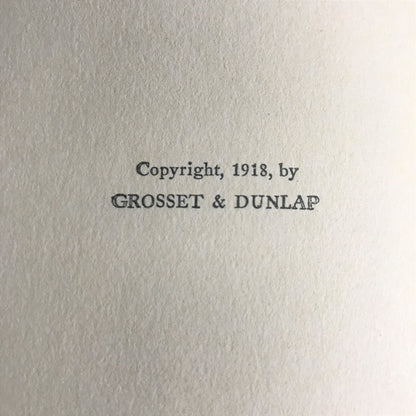 Copyright, 1918, by
GROSSET & DUNLAP